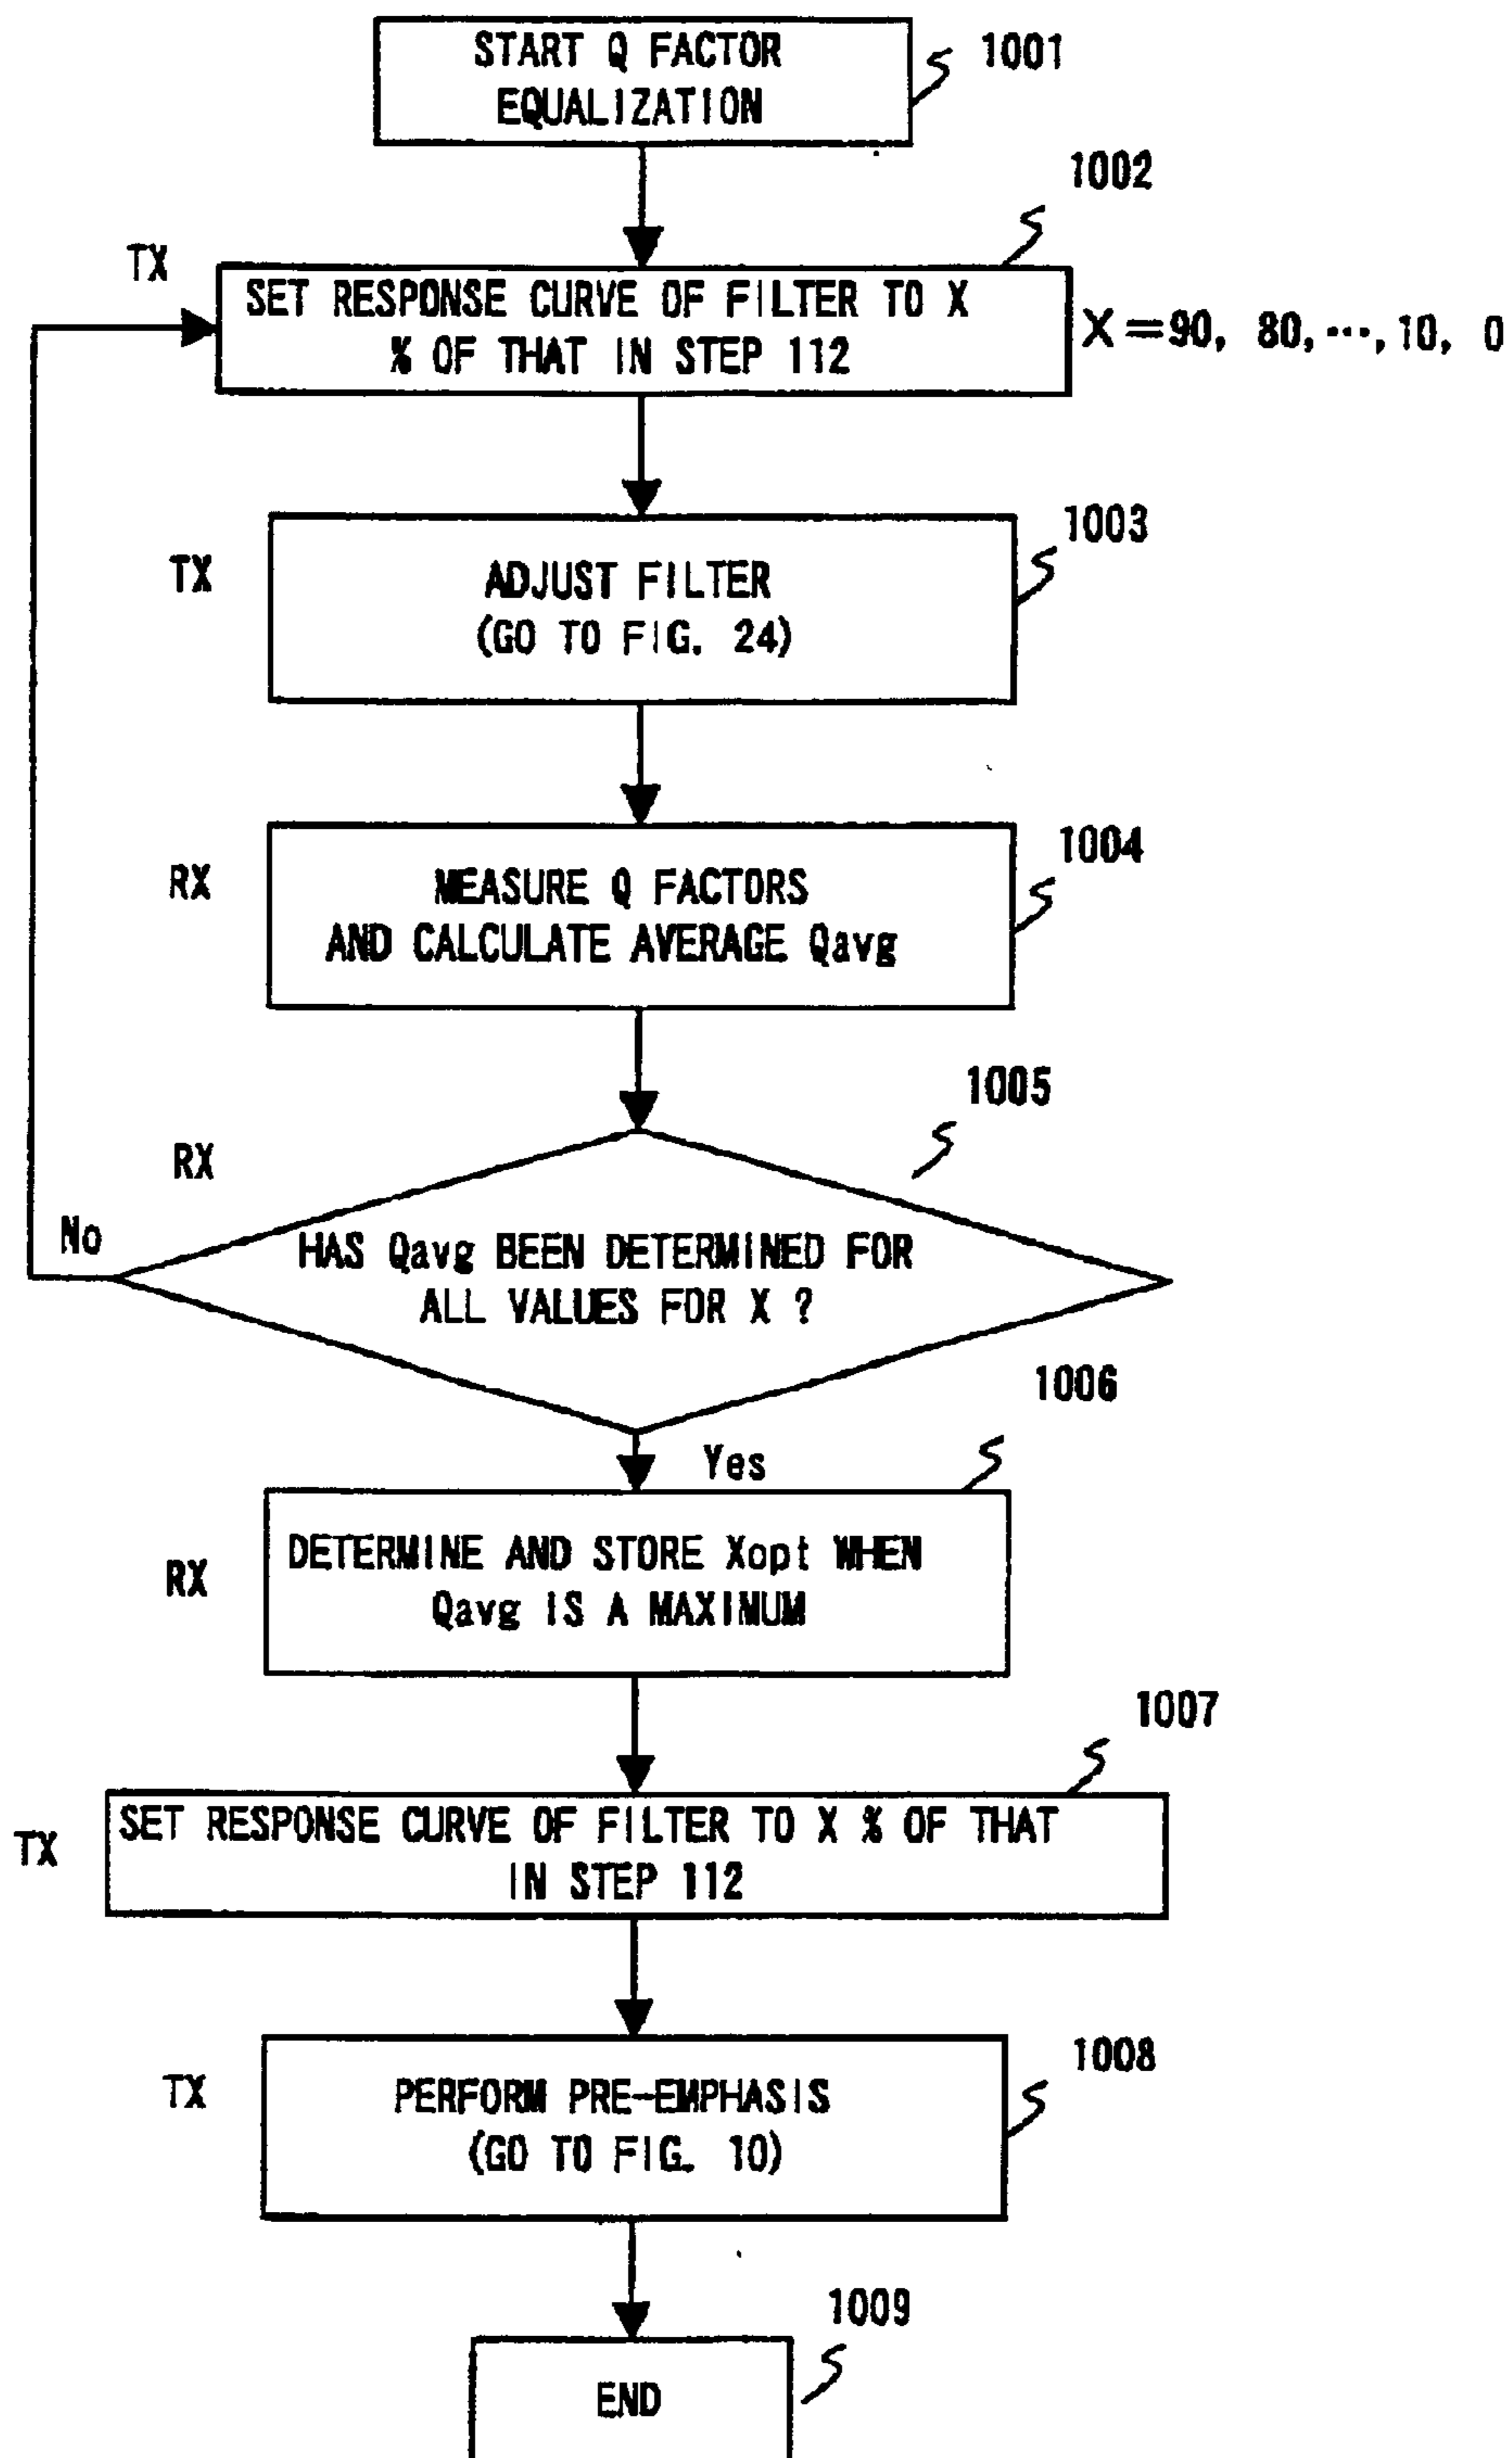 START Q FACTOR
EQUALIZATION
1001
1002
TX
SET RESPONSE CURVE OF FILTER TO X
% OF THAT IN STEP 112
X=90, 80,···,10, 0
1003
TX
ADJUST FILTER
(GO TO FIG. 24)
1004
RX
MEASURE Q FACTORS
AND CALCULATE AVERAGE Qavg
1005
RX
No
HAS Qavg BEEN DETERMINED FOR
ALL VALUES FOR X ?
1006
Yes
RX
DETERMINE AND STORE Xopt WHEN
Qavg IS A MAXIMUM
1007
TX
SET RESPONSE CURVE OF FILTER TO X % OF THAT
IN STEP 112
1008
TX
PERFORM PRE-EMPHASIS
(GO TO FIG. 10)
1009
END